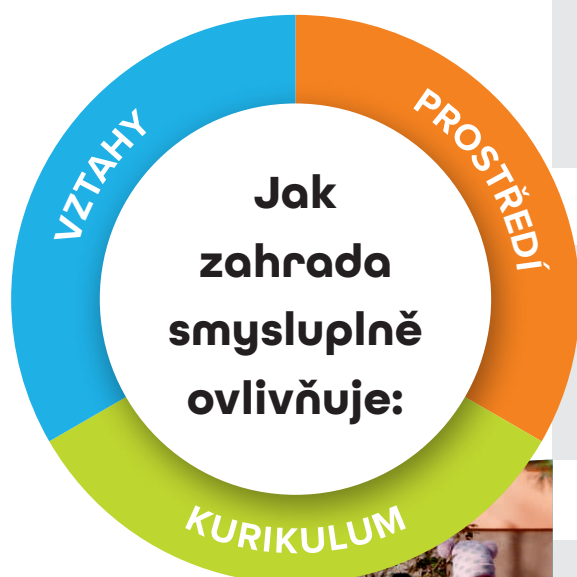 VZTAHY
PROSTŘEDÍ
Jak
zahrada
smysluplně
ovlivňuje:
KURIKULUM